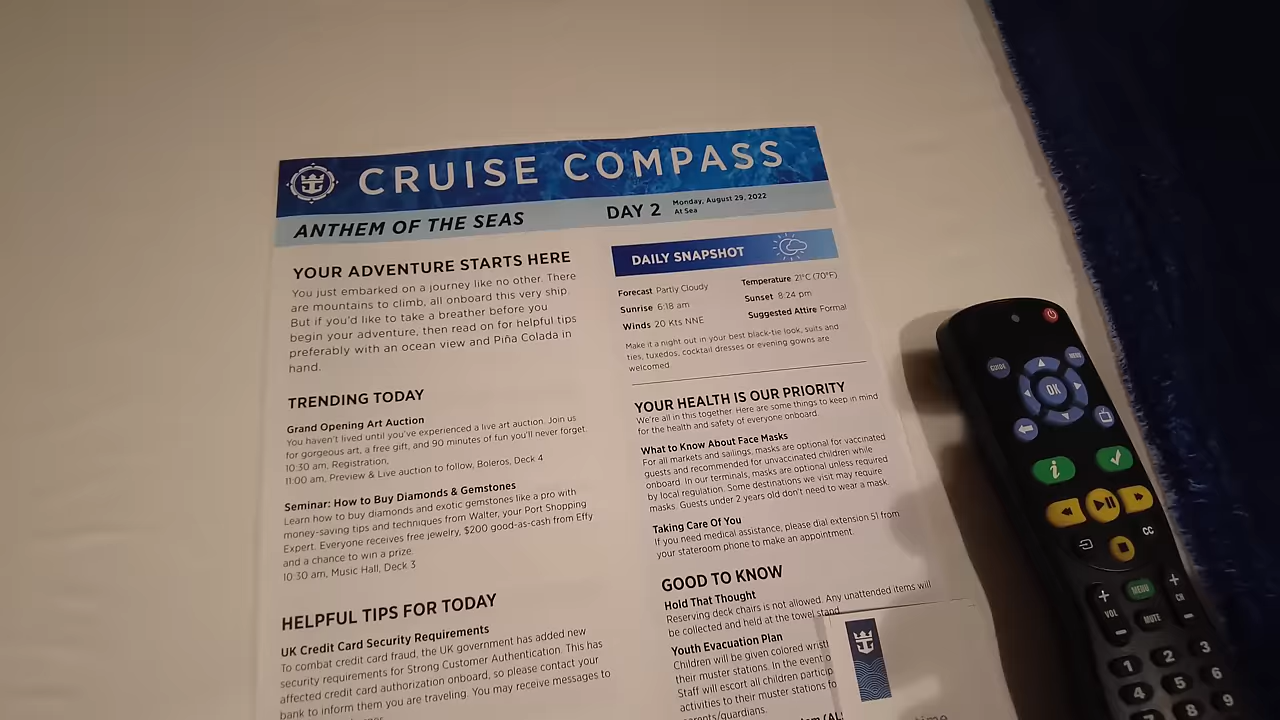 CRUISE COMPASS
ANTHEM OF THE SEAS
DAY 2
Monday, August 29, 2022
At Sea
YOUR ADVENTURE STARTS HERE
You just embarked on a journey like no other. There
are mountains to climb, all onboard this very ship.
But if you'd like to take a breather before you
begin your adventure, then read on for helpful tips
preferably with an ocean view and Piña Colada in
hand.
TRENDING TODAY
Grand Opening Art Auction
You haven't lived until you've experienced a live art auction. Join us
for gorgeous art, a free gift, and 90 minutes of fun you'll never forget.
10:30 am, Registration,
11:00 am, Preview & Live auction to follow, Boleros, Deck 4
Seminar: How to Buy Diamonds & Gemstones
Learn how to buy diamonds and exotic gemstones like a pro with
money-saving tips and techniques from Walter, your Port Shopping
Expert. Everyone receives free jewelry, $200 good-as-cash from Effy
and a chance to win a prize.
10:30 am, Music Hall, Deck 3
HELPFUL TIPS FOR TODAY
UK Credit Card Security Requirements
To combat credit card fraud, the UK government has added new
security requirements for Strong Customer Authentication. This has
affected credit card authorization onboard, so please contact your
bank to inform them you are traveling. You may receive messages to
DAILY SNAPSHOT
Forecast Partly Cloudy
Temperature 21°C (70°F)
Sunrise 6:18 am
Sunset 8:24 pm
Winds 20 Kts NNE
Suggested Attire Formal
Make it a night out in your best black-tie look, suits and
ties, tuxedos, cocktail dresses or evening gowns are
welcomed
YOUR HEALTH IS OUR PRIORITY
We're all in this together. Here are some things to keep in mind
for the health and safety of everyone onboard.
What to Know About Face Masks
For all markets and sailings, masks are optional for vaccinated
guests and recommended for unvaccinated children while
onboard. In our terminals, masks are optional unless required
by local regulation. Some destinations we visit may require
masks. Guests under 2 years old don't need to wear a mask.
Taking Care Of You
If you need medical assistance, please dial extension 51 from
your stateroom phone to make an appointment.
GOOD TO KNOW
Hold That Thought
Reserving deck chairs is not allowed. Any unattended items will
be collected and held at the towel stand.
Youth Evacuation Plan
Children will be given colored wrist
their muster stations. In the event o
Staff will escort all children particip
activities to their muster stations fo
parents/guardians.
GUIDE
MENU
OK
i
CC
+
VOL
-
MENU
MUTE
+
CH
-
1 2 3
4 5 6
7 8 9